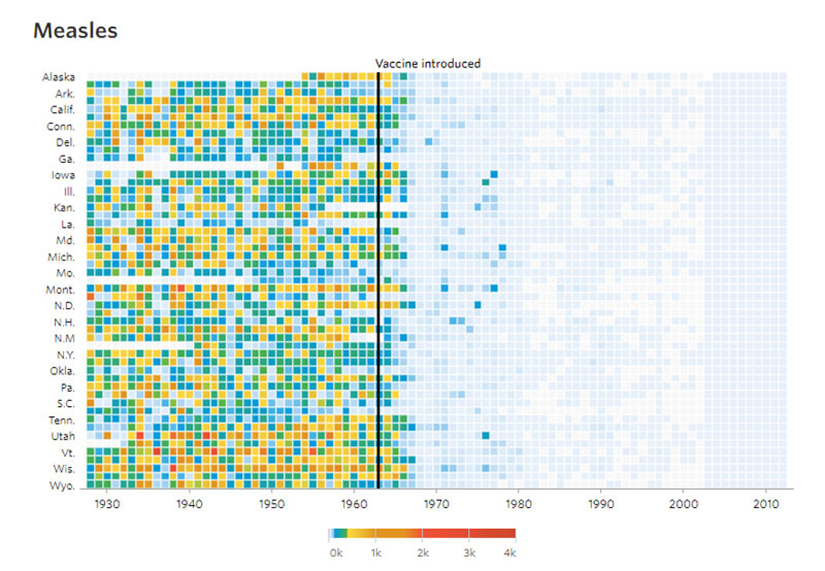 Measles
Vaccine introduced
Alaska
Ark.
Calif.
Conn.
Del.
Ga.
Iowa
Ill.
Kan.
La.
Md.
Mich.
Mo.
Mont.
N.D.
N.H.
N.M
N.Y.
Okla.
Pa.
S.C.
Tenn.
Utah
Vt.
Wis.
Wyo.
1930 1940 1950 1960 1970 1980 1990 2000 2010
0k 1k 2k 3k 4k